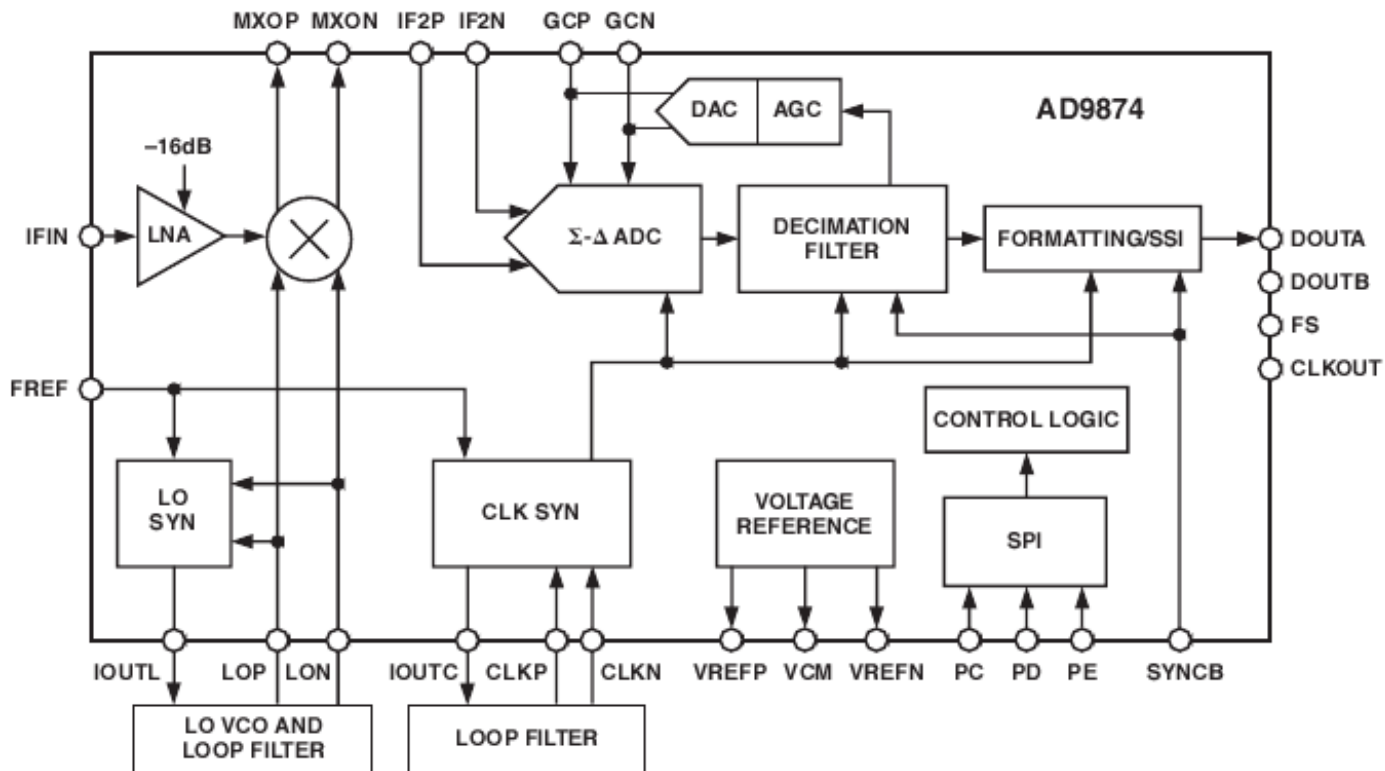 MXOP MXON IF2P IF2N GCP GCN
DAC AGC
AD9874
–16dB
IFIN
LNA
Σ-Δ ADC
DECIMATION
FILTER
FORMATTING/SSI
DOUTA
DOUTB
FS
CLKOUT
FREF
CONTROL LOGIC
LO
SYN
CLK SYN
VOLTAGE
REFERENCE
SPI
IOUTL LOP LON IOUTC CLKP CLKN VREFP VCM VREFN PC PD PE SYNCB
LO VCO AND
LOOP FILTER
LOOP FILTER